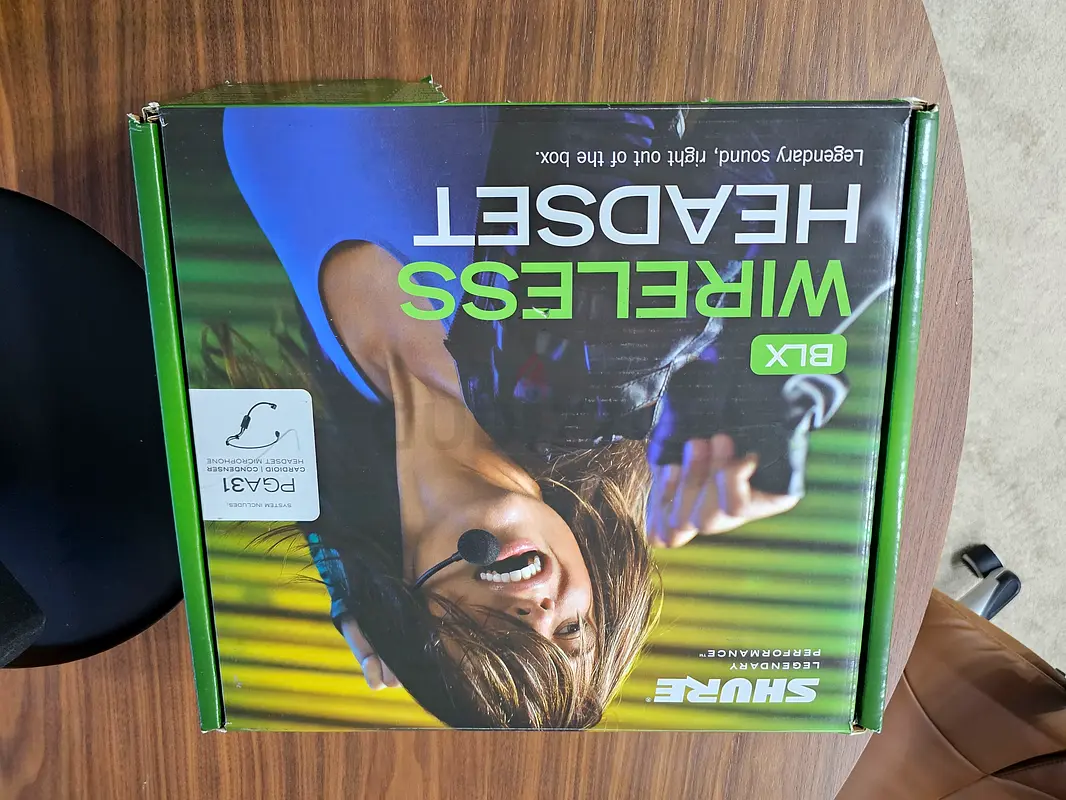 SHURE®
LEGENDARY
PERFORMANCE™
BLX
WIRELESS
HEADSET
Legendary sound, right out of the box.
SYSTEM INCLUDES:
PGA31
CARDIOID | CONDENSER
HEADSET MICROPHONE